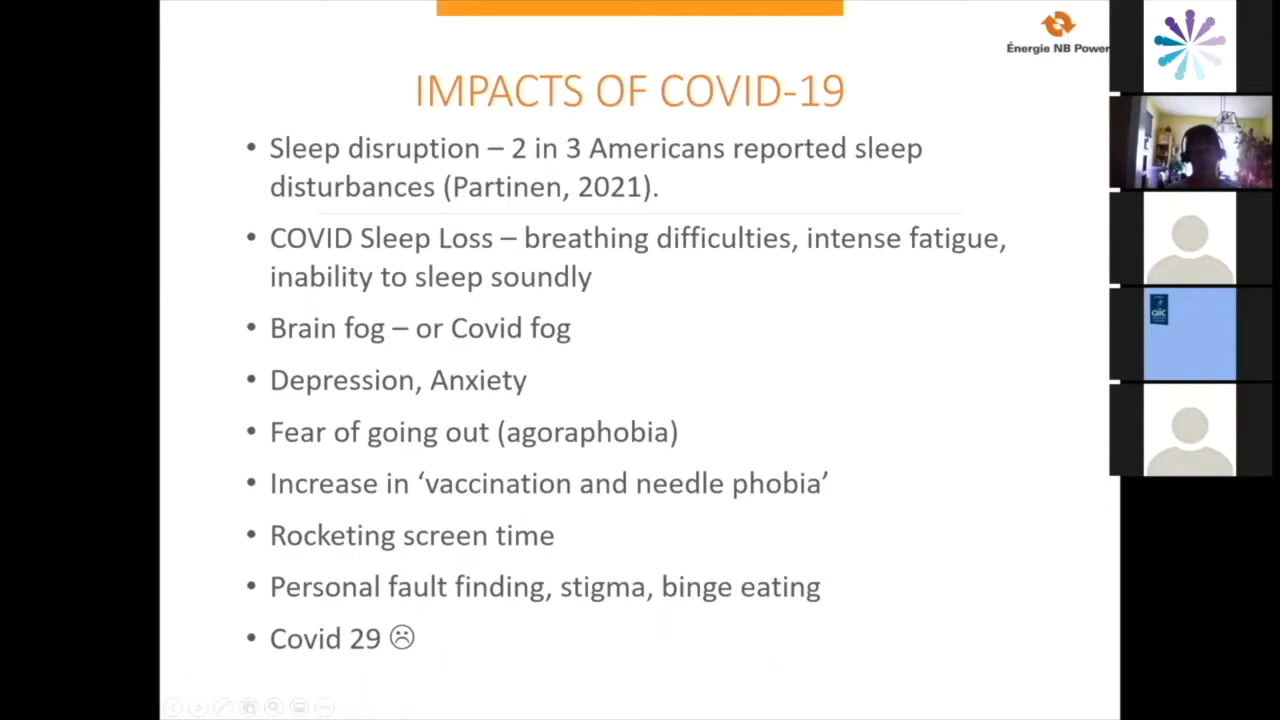 Énergie NB Power
IMPACTS OF COVID-19
• Sleep disruption – 2 in 3 Americans reported sleep
disturbances (Partinen, 2021).
• COVID Sleep Loss – breathing difficulties, intense fatigue,
inability to sleep soundly
• Brain fog – or Covid fog
• Depression, Anxiety
• Fear of going out (agoraphobia)
• Increase in ‘vaccination and needle phobia’
• Rocketing screen time
• Personal fault finding, stigma, binge eating
• Covid 29 ☹
aiic